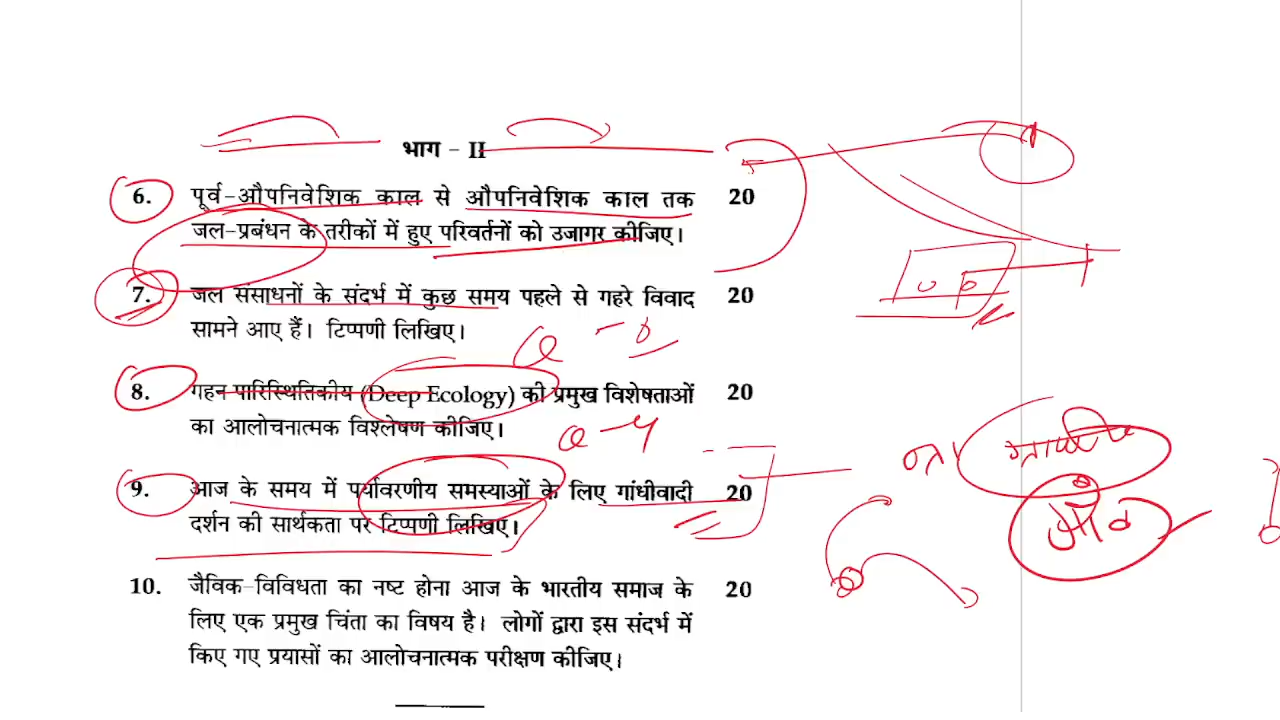 भाग – II
6. पूर्व-औपनिवेशिक काल से औपनिवेशिक काल तक 20
जल-प्रबंधन के तरीकों में हुए परिवर्तनों को उजागर कीजिए।
7. जल संसाधनों के संदर्भ में कुछ समय पहले से गहरे विवाद 20
सामने आए हैं। टिप्पणी लिखिए।
8. गहन पारिस्थितिकीय (Deep Ecology) की प्रमुख विशेषताओं 20
का आलोचनात्मक विश्लेषण कीजिए।
9. आज के समय में पर्यावरणीय समस्याओं के लिए गांधीवादी 20
दर्शन की सार्थकता पर टिप्पणी लिखिए।
10. जैविक-विविधता का नष्ट होना आज के भारतीय समाज के 20
लिए एक प्रमुख चिंता का विषय है। लोगों द्वारा इस संदर्भ में
किए गए प्रयासों का आलोचनात्मक परीक्षण कीजिए।